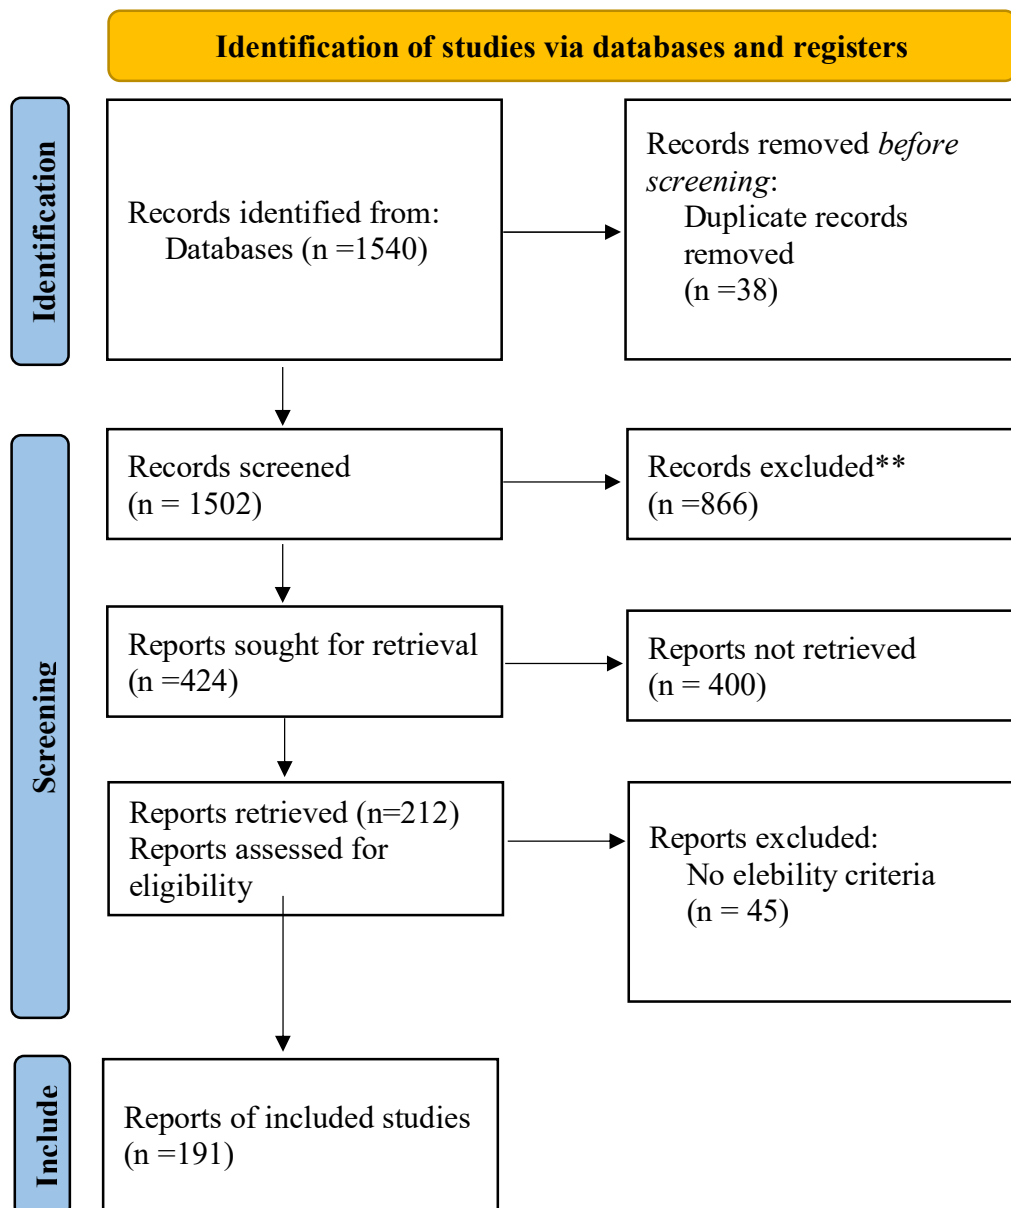 Identification of studies via databases and registers
Identification
Records identified from:
Databases (n =1540)
Records removed before
screening:
Duplicate records
removed
(n =38)
Screening
Records screened
(n = 1502)
Records excluded**
(n =866)
Reports sought for retrieval
(n =424)
Reports not retrieved
(n = 400)
Reports retrieved (n=212)
Reports assessed for
eligibility
Reports excluded:
No elebility criteria
(n = 45)
Include
Reports of included studies
(n =191)